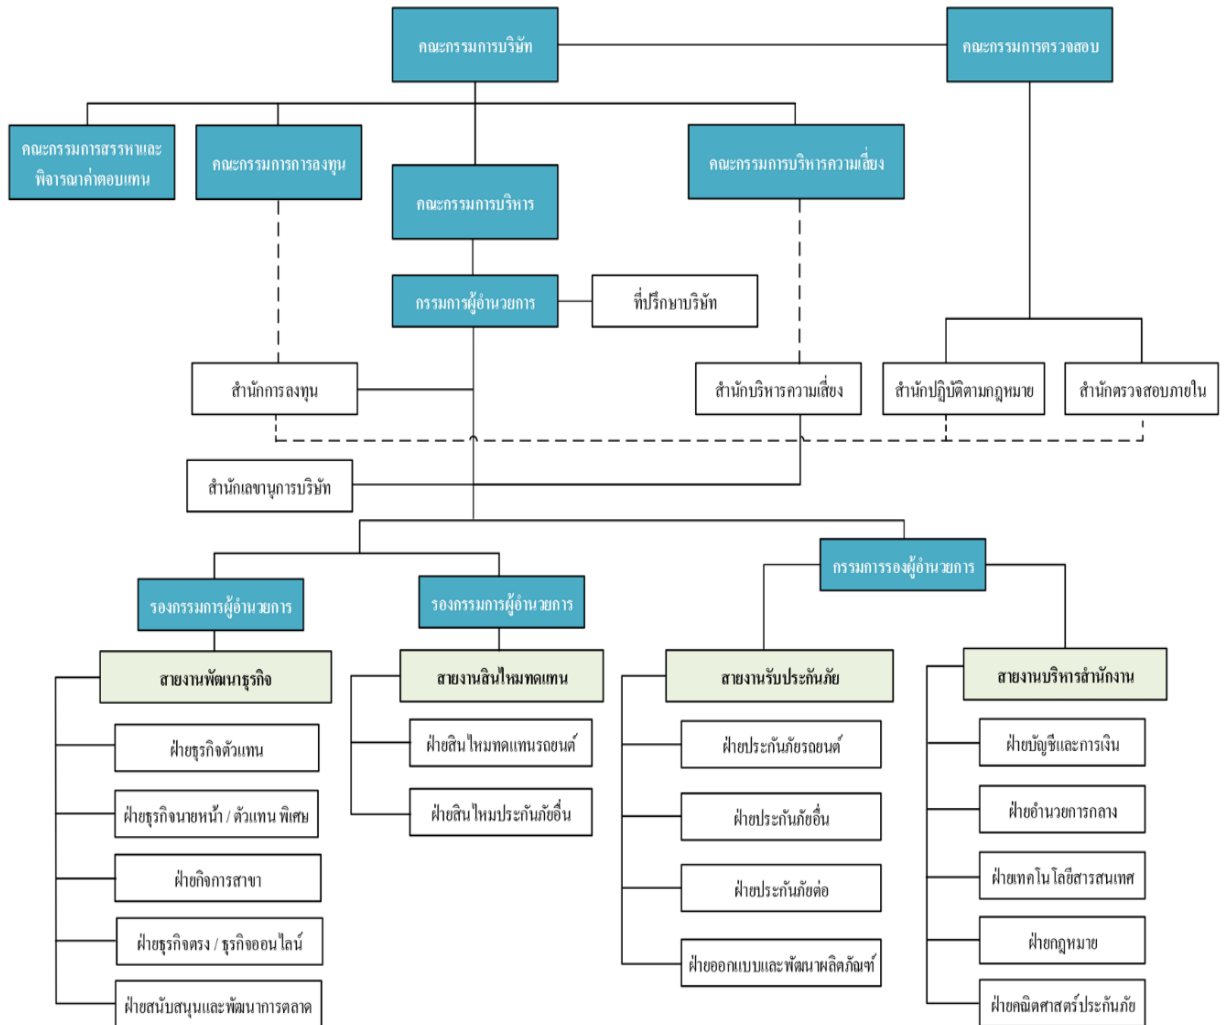 คณะกรรมการบริษัท
คณะกรรมการตรวจสอบ
คณะกรรมการสรรหาและ
พิจารณาค่าตอบแทน
คณะกรรมการการลงทุน
คณะกรรมการบริหาร
คณะกรรมการบริหารความเสี่ยง
กรรมการผู้อำนวยการ
ที่ปรึกษาบริษัท
สำนักการลงทุน
สำนักบริหารความเสี่ยง
สำนักปฏิบัติตามกฎหมาย
สำนักตรวจสอบภายใน
สำนักเลขานุการบริษัท
กรรมการรองผู้อำนวยการ
รองกรรมการผู้อำนวยการ
รองกรรมการผู้อำนวยการ
สายงานพัฒนาธุรกิจ
ฝ่ายธุรกิจตัวแทน
ฝ่ายธุรกิจนายหน้า / ตัวแทน พิเศษ
ฝ่ายกิจการสาขา
ฝ่ายธุรกิจตรง / ธุรกิจออนไลน์
ฝ่ายสนับสนุนและพัฒนาการตลาด
สายงานสินไหมทดแทน
ฝ่ายสินไหมทดแทนรถยนต์
ฝ่ายสินไหมประกันภัยอื่น
สายงานรับประกันภัย
ฝ่ายประกันภัยรถยนต์
ฝ่ายประกันภัยอื่น
ฝ่ายประกันภัยต่อ
ฝ่ายออกแบบและพัฒนาผลิตภัณฑ์
สายงานบริหารสำนักงาน
ฝ่ายบัญชีและการเงิน
ฝ่ายอำนวยการกลาง
ฝ่ายเทคโนโลยีสารสนเทศ
ฝ่ายกฎหมาย
ฝ่ายคณิตศาสตร์ประกันภัย